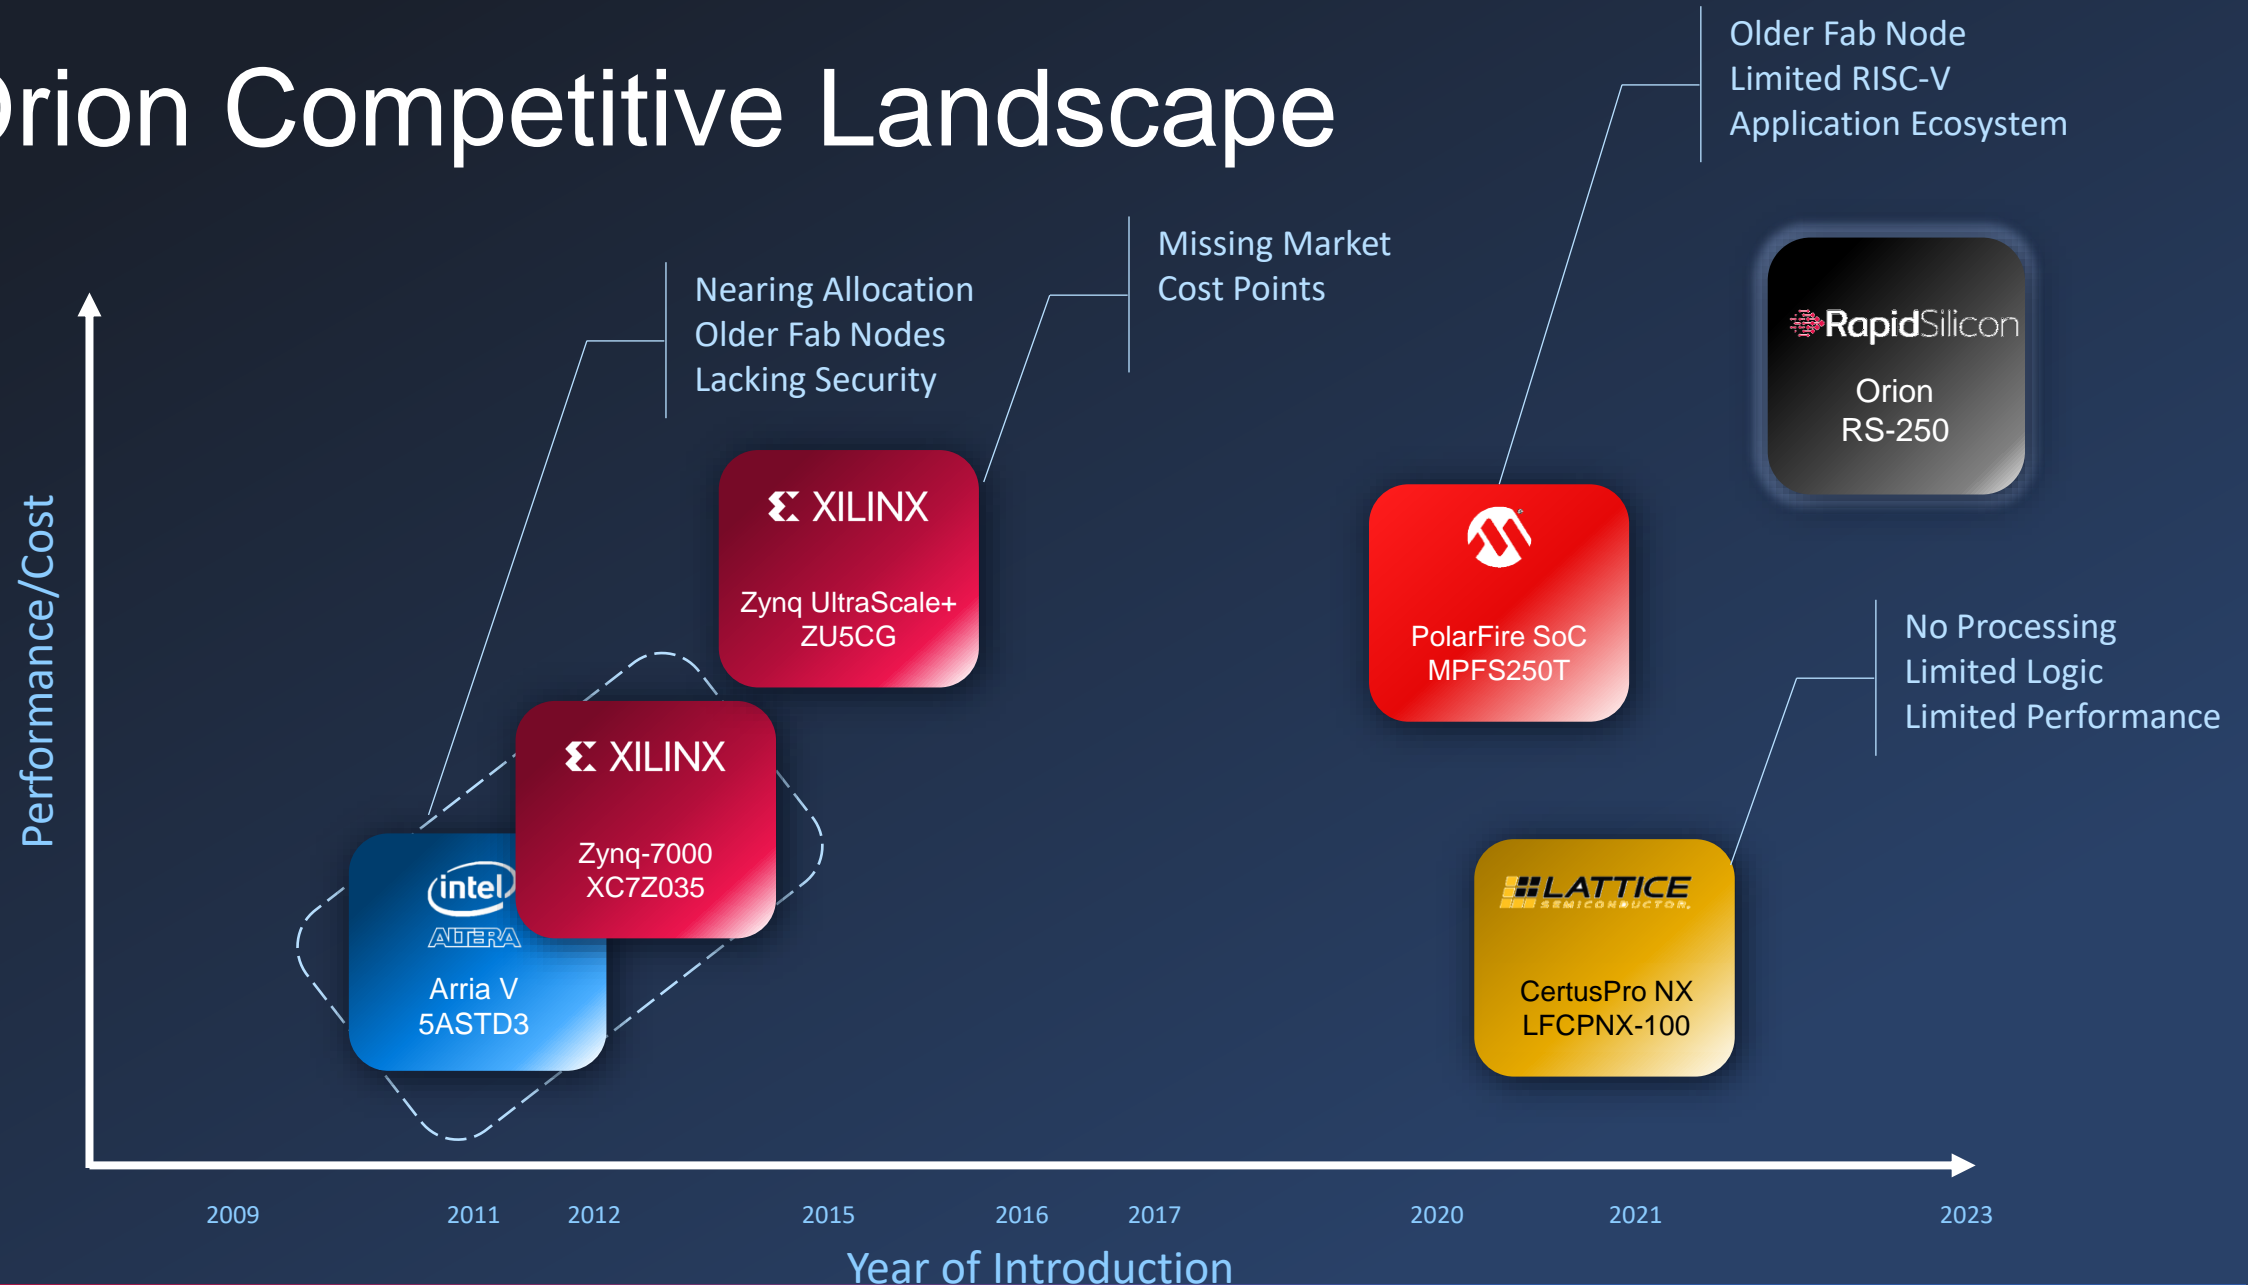 Orion Competitive Landscape
Older Fab Node
Limited RISC-V
Application Ecosystem
Missing Market
Cost Points
Nearing Allocation
Older Fab Nodes
Lacking Security
RapidSilicon
Orion
RS-250
XILINX
Zynq UltraScale+
ZU5CG
PolarFire SoC
MPFS250T
No Processing
Limited Logic
Limited Performance
XILINX
Zynq-7000
XC7Z035
intel
ALTERA
Arria V
5ASTD3
LATTICE
SEMICONDUCTOR.
CertusPro NX
LFCPNX-100
Performance/Cost
2009 2011 2012 2015 2016 2017 2020 2021 2023
Year of Introduction